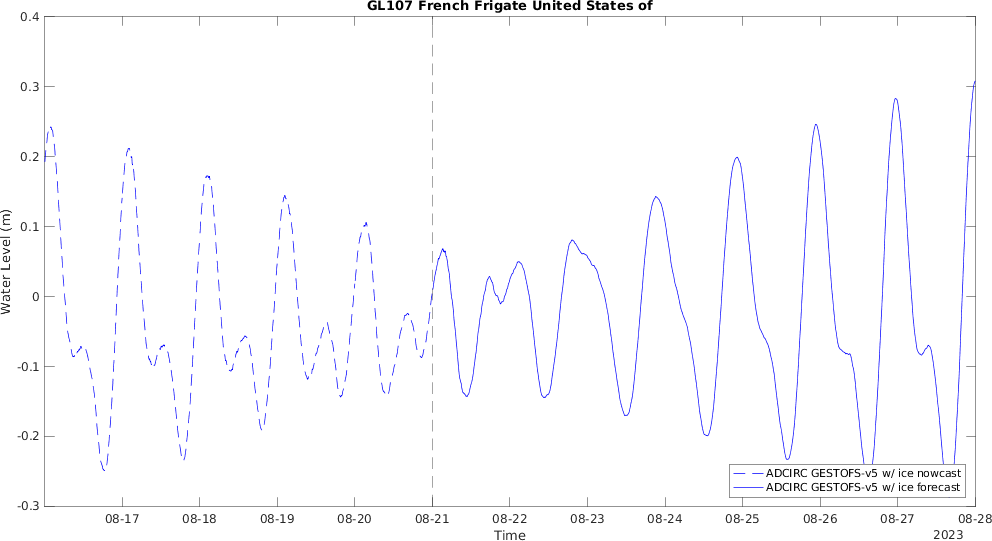 GL107 French Frigate United States of
0.4
0.3
0.2
0.1
0
-0.1
-0.2
-0.3
Water Level (m)
ADCIRC GESTOFS-v5 w/ ice nowcast
ADCIRC GESTOFS-v5 w/ ice forecast
08-17 08-18 08-19 08-20 08-21 08-22 08-23 08-24 08-25 08-26 08-27 08-28
Time
2023